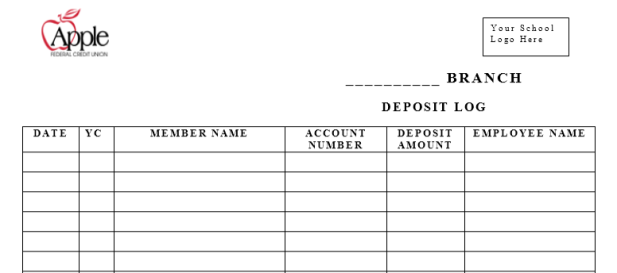 Apple
FEDERAL CREDIT UNION
Your School
Logo Here
__________ BRANCH
DEPOSIT LOG
DATE YC MEMBER NAME ACCOUNT NUMBER DEPOSIT AMOUNT EMPLOYEE NAME